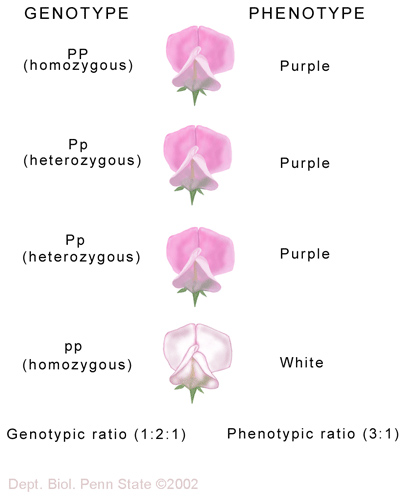 GENOTYPE PHENOTYPE
PP
(homozygous) Purple
Pp
(heterozygous) Purple
Pp
(heterozygous) Purple
pp
(homozygous) White
Genotypic ratio (1:2:1) Phenotypic ratio (3:1)
Dept. Biol. Penn State ©2002